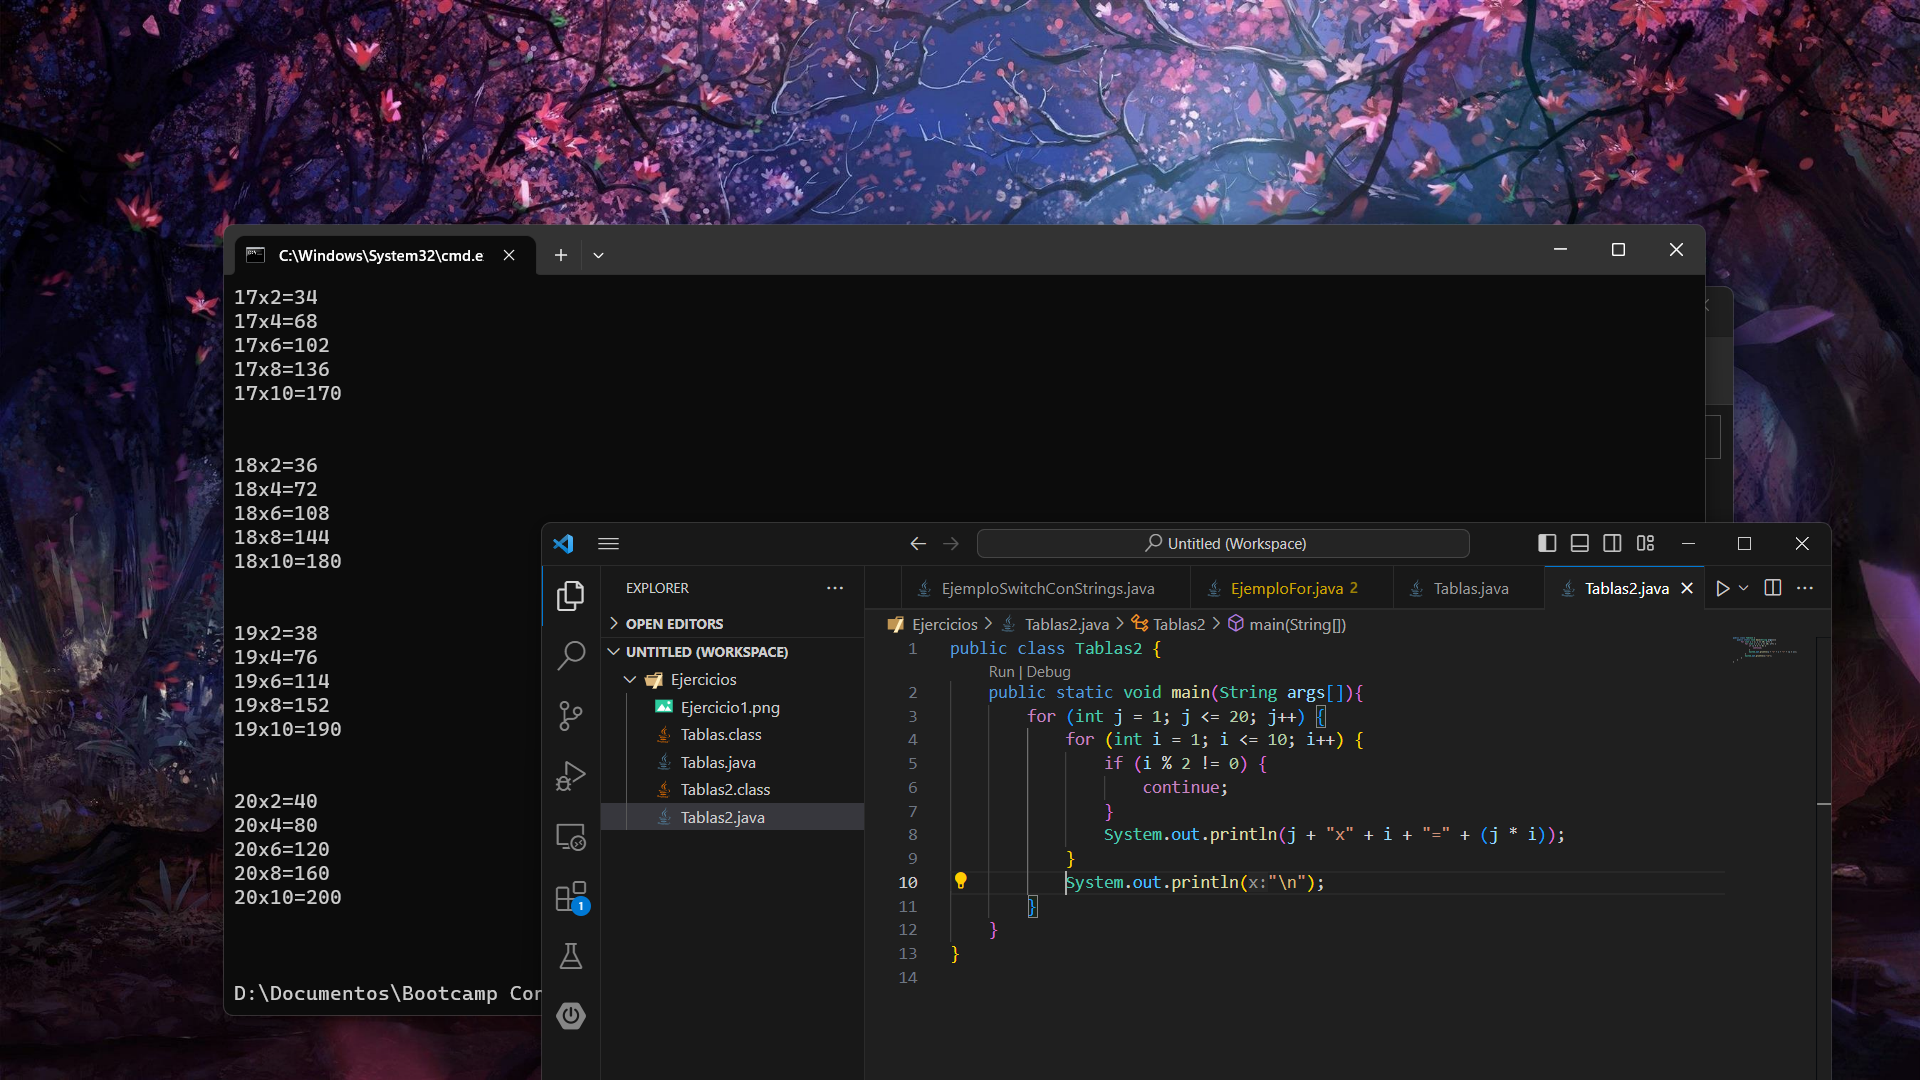 C:\Windows\System32\cmd.e
17x2=34
17x4=68
17x6=102
17x8=136
17x10=170
18x2=36
18x4=72
18x6=108
18x8=144
18x10=180
19x2=38
19x4=76
19x6=114
19x8=152
19x10=190
20x2=40
20x4=80
20x6=120
20x8=160
20x10=200
D:\Documentos\Bootcamp Con
Untitled (Workspace)
EXPLORER
OPEN EDITORS
UNTITLED (WORKSPACE)
Ejercicios
Ejercicio1.png
Tablas.class
Tablas.java
Tablas2.class
Tablas2.java
1
EjemploSwitchConStrings.java
EjemploFor.java 2
Tablas.java
Tablas2.java
Ejercicios > Tablas2.java > Tablas2 > main(String[])
1 public class Tablas2 {
Run | Debug
2 public static void main(String args[]){
3 for (int j = 1; j <= 20; j++) {
4 for (int i = 1; i <= 10; i++) {
5 if (i % 2 != 0) {
6 continue;
7 }
8 System.out.println(j + "x" + i + "=" + (j * i));
9 }
10 System.out.println(x:"\n");
11 }
12 }
13 }
14